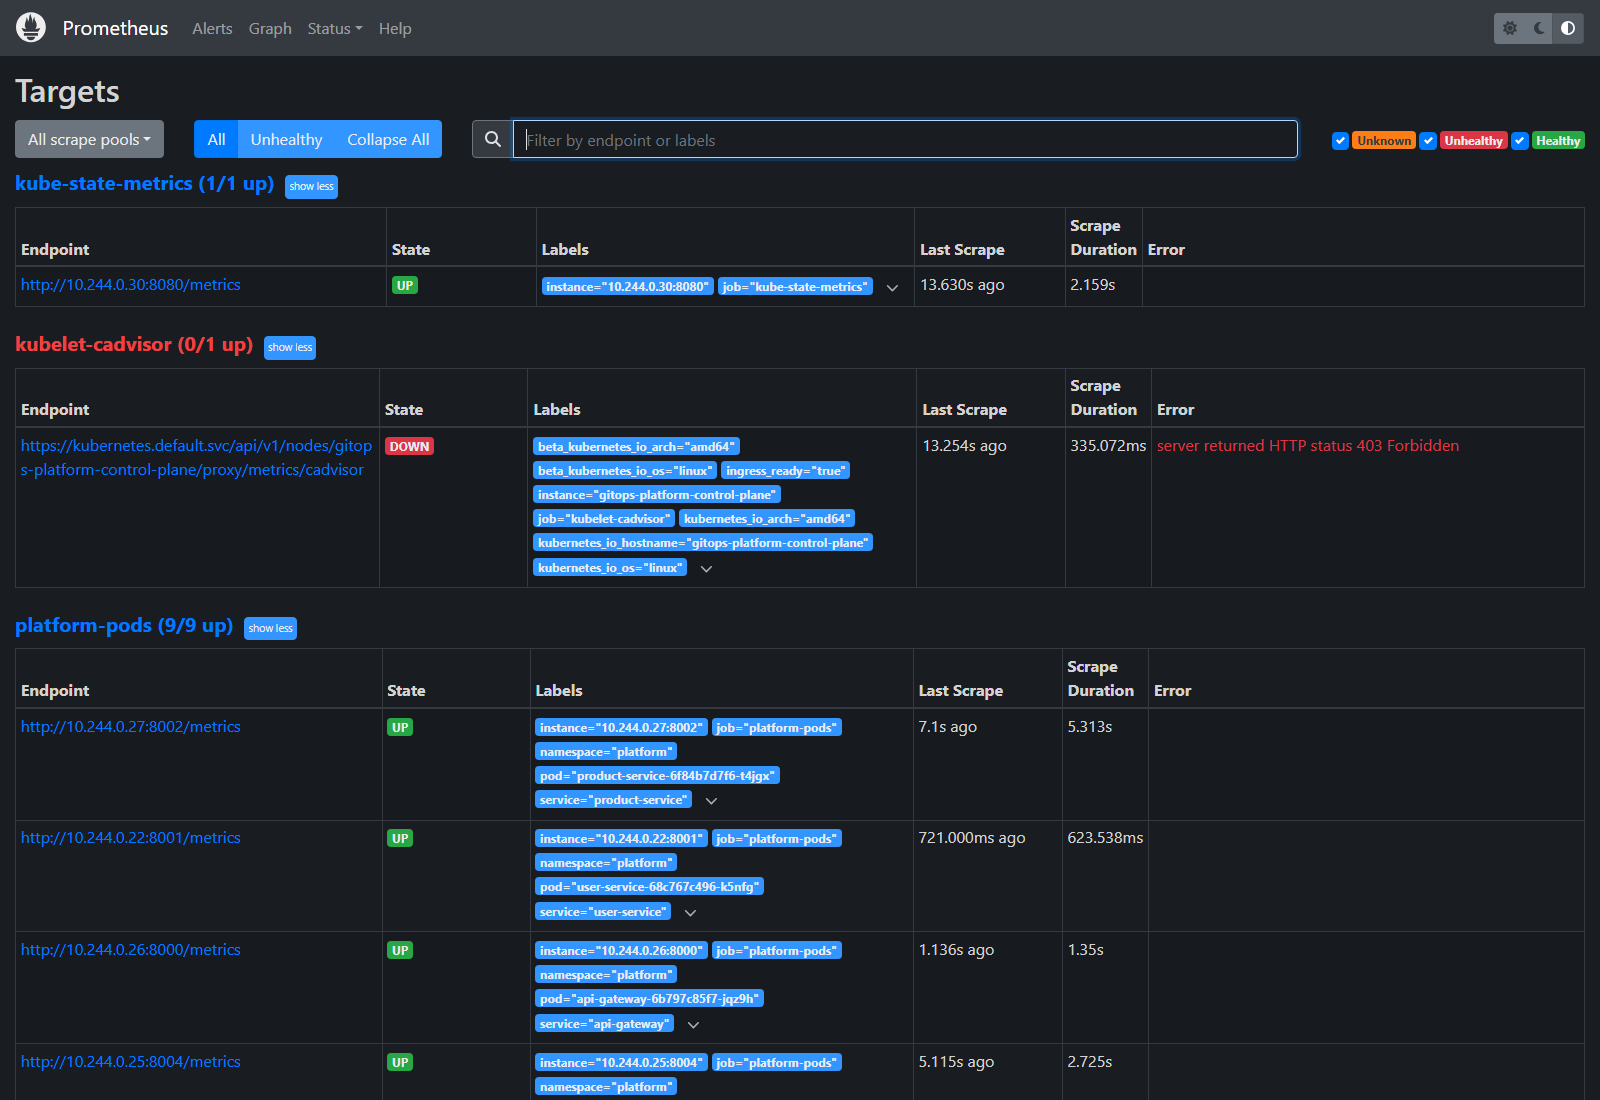 Prometheus Alerts Graph Status Help
Targets
All scrape pools All Unhealthy Collapse All Filter by endpoint or labels Unknown Unhealthy Healthy
kube-state-metrics (1/1 up) show less
Endpoint State Labels Last Scrape Scrape Duration Error
http://10.244.0.30:8080/metrics UP instance="10.244.0.30:8080" job="kube-state-metrics" 13.630s ago 2.159s
kubelet-cadvisor (0/1 up) show less
Endpoint State Labels Last Scrape Scrape Duration Error
https://kubernetes.default.svc/api/v1/nodes/gitop
s-platform-control-plane/proxy/metrics/cadvisor
DOWN
beta_kubernetes_io_arch="amd64"
beta_kubernetes_io_os="linux" ingress_ready="true"
instance="gitops-platform-control-plane"
job="kubelet-cadvisor" kubernetes_io_arch="amd64"
kubernetes_io_hostname="gitops-platform-control-plane"
kubernetes_io_os="linux"
13.254s ago 335.072ms server returned HTTP status 403 Forbidden
platform-pods (9/9 up) show less
Endpoint State Labels Last Scrape Scrape Duration Error
http://10.244.0.27:8002/metrics UP instance="10.244.0.27:8002" job="platform-pods" 7.1s ago 5.313s
namespace="platform"
pod="product-service-6f84b7d7f6-t4jgx"
service="product-service"
http://10.244.0.22:8001/metrics UP instance="10.244.0.22:8001" job="platform-pods" 721.000ms ago 623.538ms
namespace="platform"
pod="user-service-68c767c496-k5nfg"
service="user-service"
http://10.244.0.26:8000/metrics UP instance="10.244.0.26:8000" job="platform-pods" 1.136s ago 1.35s
namespace="platform"
pod="api-gateway-6b797c85f7-jqz9h"
service="api-gateway"
http://10.244.0.25:8004/metrics UP instance="10.244.0.25:8004" job="platform-pods" 5.115s ago 2.725s
namespace="platform"